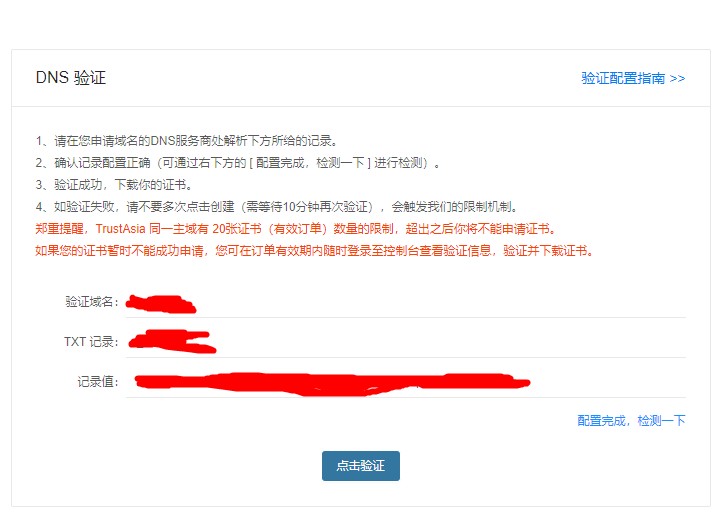 DNS 验证
验证配置指南 >>
1、请在您申请域名的DNS服务商处解析下方所给的记录。
2、确认记录配置正确（可通过右下方的 [ 配置完成，检测一下 ] 进行检测）。
3、验证成功，下载你的证书。
4、如验证失败，请不要多次点击创建（需等待10分钟再次验证），会触发我们的限制机制。
郑重提醒，TrustAsia 同一主域有 20张证书（有效订单）数量的限制，超出之后你将不能申请证书。
如果您的证书暂时不能成功申请，您可在订单有效期内随时登录至控制台查看验证信息，验证并下载证书。
验证域名：
TXT 记录：
记录值：
配置完成，检测一下
点击验证